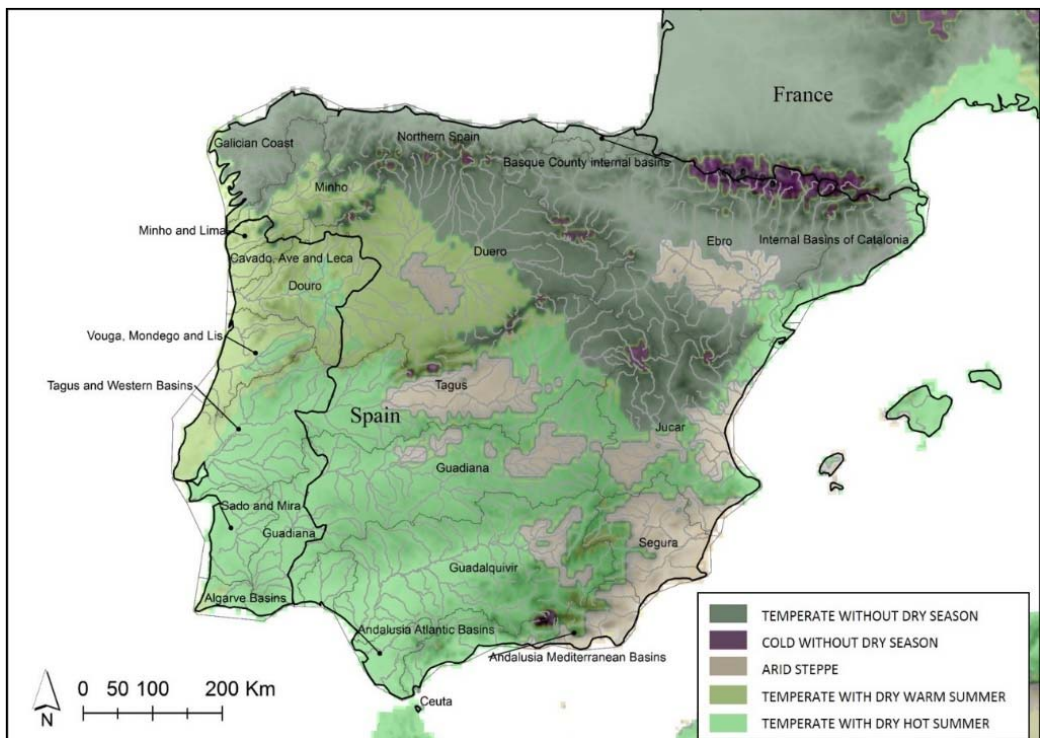 France
Northern Spain
Galician Coast
Basque County internal basins
Minho
Minho and Lima
Duero
Ebro
Internal Basins of Catalonia
Cavado, Ave and Leca
Douro
Vouga, Mondego and Lis
Tagus and Western Basins
Tagus
Spain
Jucar
Guadiana
Sado and Mira
Guadiana
Segura
Guadalquivir
Algarve Basins
Andalusia Atlantic Basins
Andalusia Mediterranean Basins
Ceuta
N
0 50 100 200 Km
TEMPERATE WITHOUT DRY SEASON
COLD WITHOUT DRY SEASON
ARID STEPPE
TEMPERATE WITH DRY WARM SUMMER
TEMPERATE WITH DRY HOT SUMMER